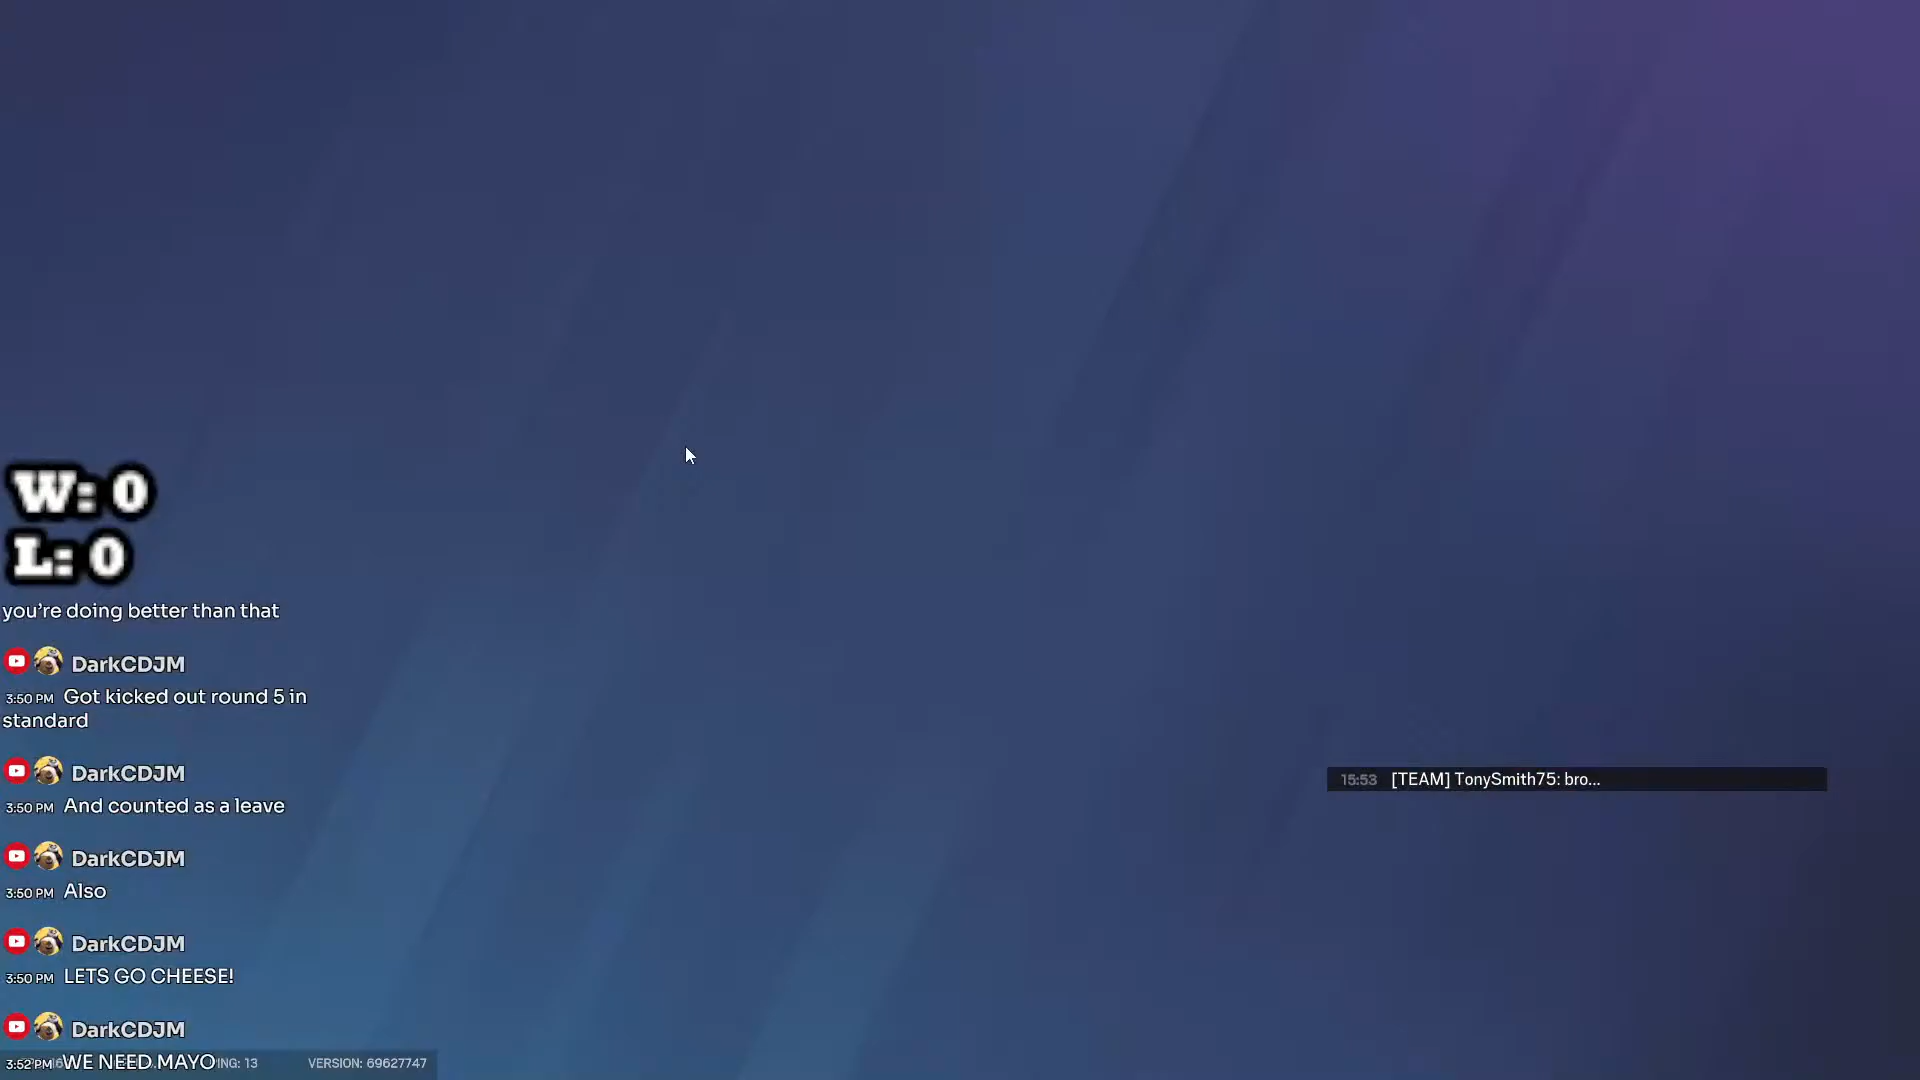 W: 0
L: 0
you're doing better than that
DarkCDJM
3:50 PM Got kicked out round 5 in
standard
DarkCDJM
3:50 PM And counted as a leave
DarkCDJM
3:50 PM Also
DarkCDJM
3:50 PM LETS GO CHEESE!
DarkCDJM
3:52 PM WE NEED MAYO
PING: 13 VERSION: 69627747
15:53 [TEAM] TonySmith75: bro...